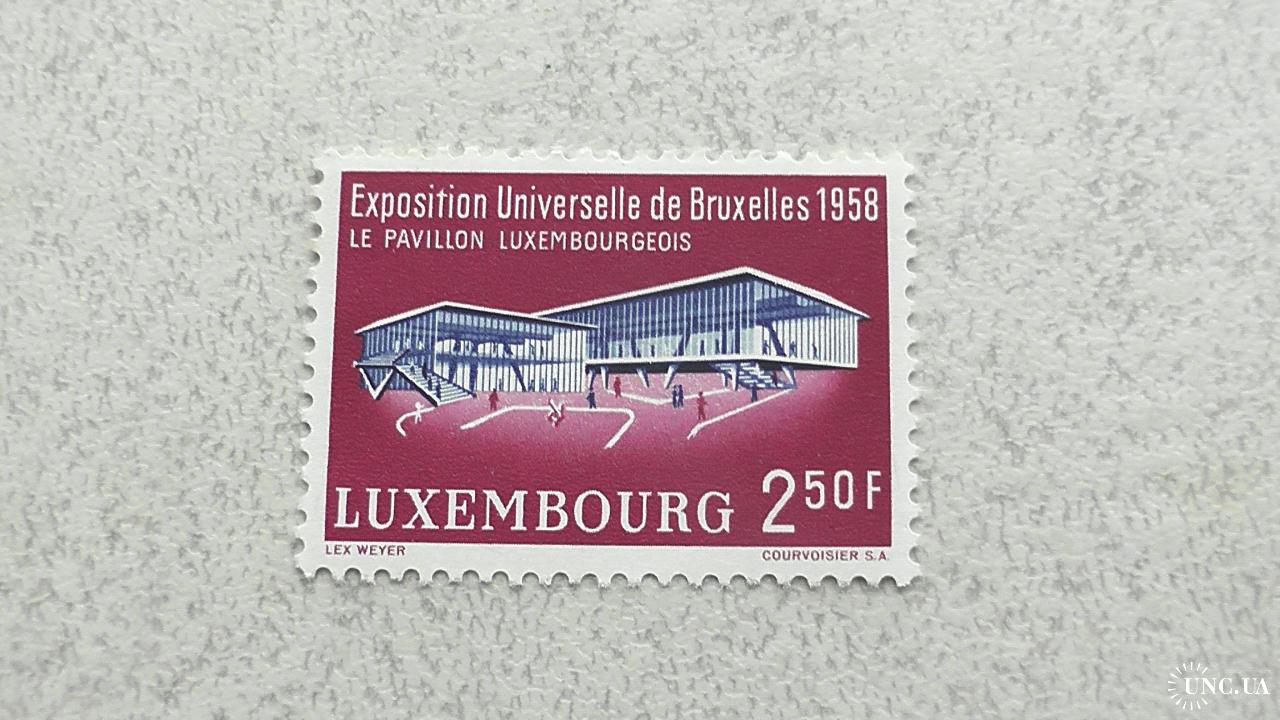 Exposition Universelle de Bruxelles 1958
LE PAVILLON LUXEMBOURGEOIS
LUXEMBOURG 2 50 F
LEX WEYER COURVOISIER S.A.
UNC.UA